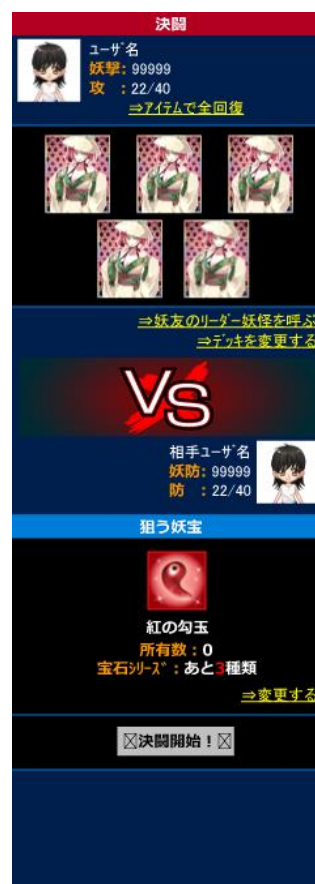 決闘
ユーザ名
妖撃: 99999
攻 : 22/40
⇒アイテムで全回復
⇒妖友のリーダー妖怪を呼ぶ
⇒デッキを変更する
VS
相手ユーザ名
妖防: 99999
防 : 22/40
狙う妖宝
紅の勾玉
所有数：0
宝石シリーズ：あと3種類
⇒変更する
決闘開始！